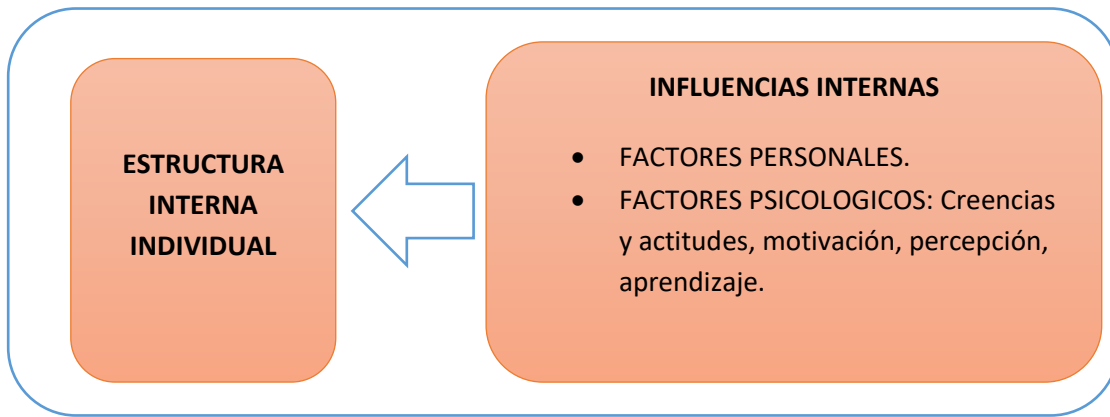 ESTRUCTURA
INTERNA
INDIVIDUAL
INFLUENCIAS INTERNAS
• FACTORES PERSONALES.
• FACTORES PSICOLOGICOS: Creencias
y actitudes, motivación, percepción,
aprendizaje.